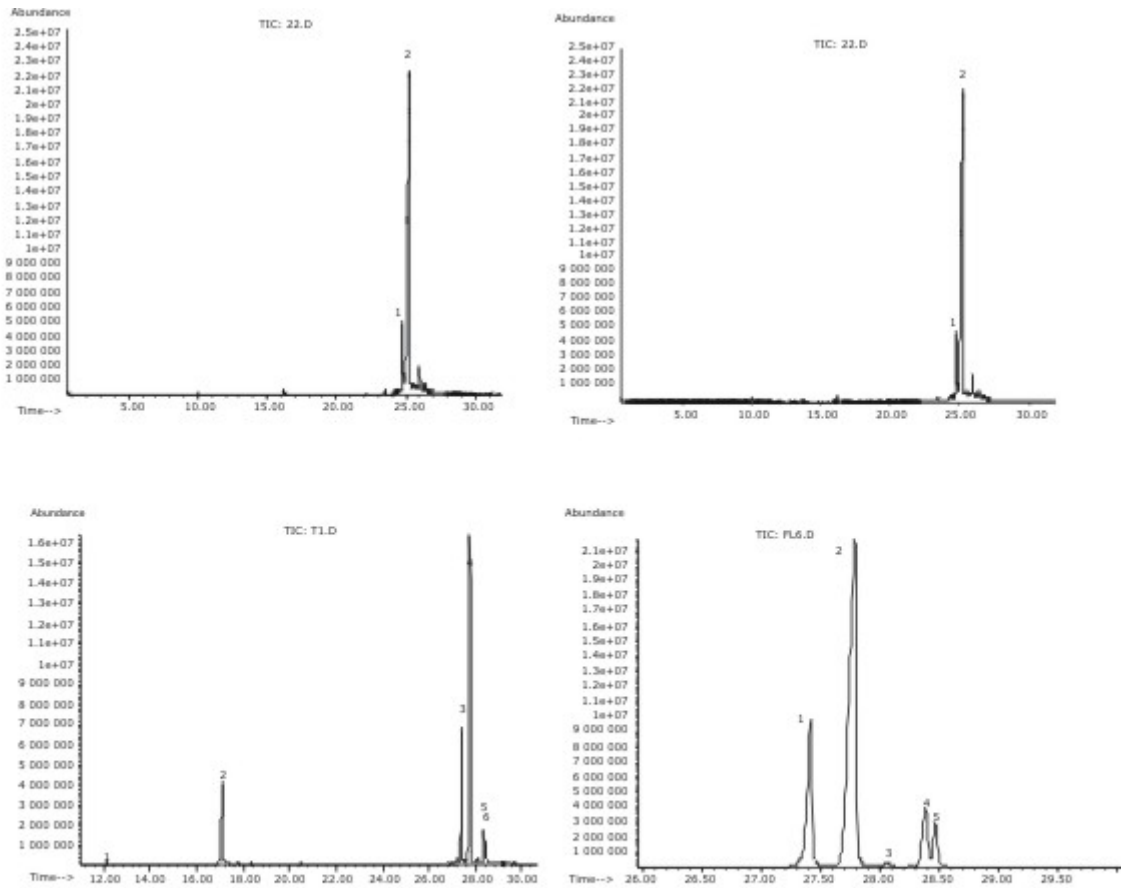 Abundance
TIC: 22.D
2.5e+07
2.4e+07
2.3e+07
2.2e+07
2.1e+07
2e+07
1.9e+07
1.8e+07
1.7e+07
1.6e+07
1.5e+07
1.4e+07
1.3e+07
1.2e+07
1.1e+07
1e+07
9 000 000
8 000 000
7 000 000
6 000 000
5 000 000
4 000 000
3 000 000
2 000 000
1 000 000
2
1
5.00 10.00 15.00 20.00 25.00 30.00
Time-->
Abundance
TIC: 22.D
2.5e+07
2.4e+07
2.3e+07
2.2e+07
2.1e+07
2e+07
1.9e+07
1.8e+07
1.7e+07
1.6e+07
1.5e+07
1.4e+07
1.3e+07
1.2e+07
1.1e+07
1e+07
9 000 000
8 000 000
7 000 000
6 000 000
5 000 000
4 000 000
3 000 000
2 000 000
1 000 000
2
1
5.00 10.00 15.00 20.00 25.00 30.00
Time-->
Abundance
TIC: T1.D
1.6e+07
1.5e+07
1.4e+07
1.3e+07
1.2e+07
1.1e+07
1e+07
9 000 000
8 000 000
7 000 000
6 000 000
5 000 000
4 000 000
3 000 000
2 000 000
1 000 000
4
3
2
5
6
1
12.00 14.00 16.00 18.00 20.00 22.00 24.00 26.00 28.00 30.00
Time-->
Abundance
TIC: PL6.D
2.1e+07
2e+07
1.9e+07
1.8e+07
1.7e+07
1.6e+07
1.5e+07
1.4e+07
1.3e+07
1.2e+07
1.1e+07
1e+07
9 000 000
8 000 000
7 000 000
6 000 000
5 000 000
4 000 000
3 000 000
2 000 000
1 000 000
2
1
4
5
3
26.00 27.00 27.50 28.00 28.50 29.00 29.50
Time-->